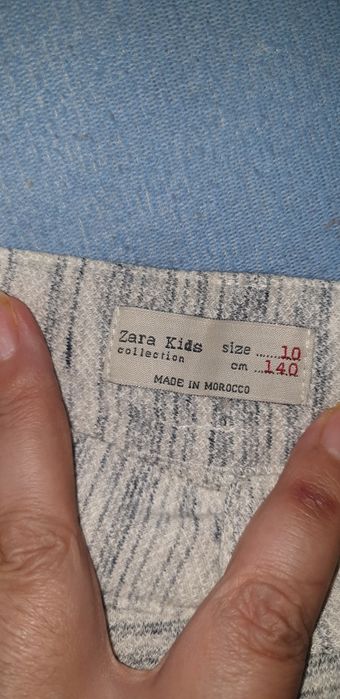 Zara Kids
collection
size ......10
cm ...140
MADE IN MOROCCO